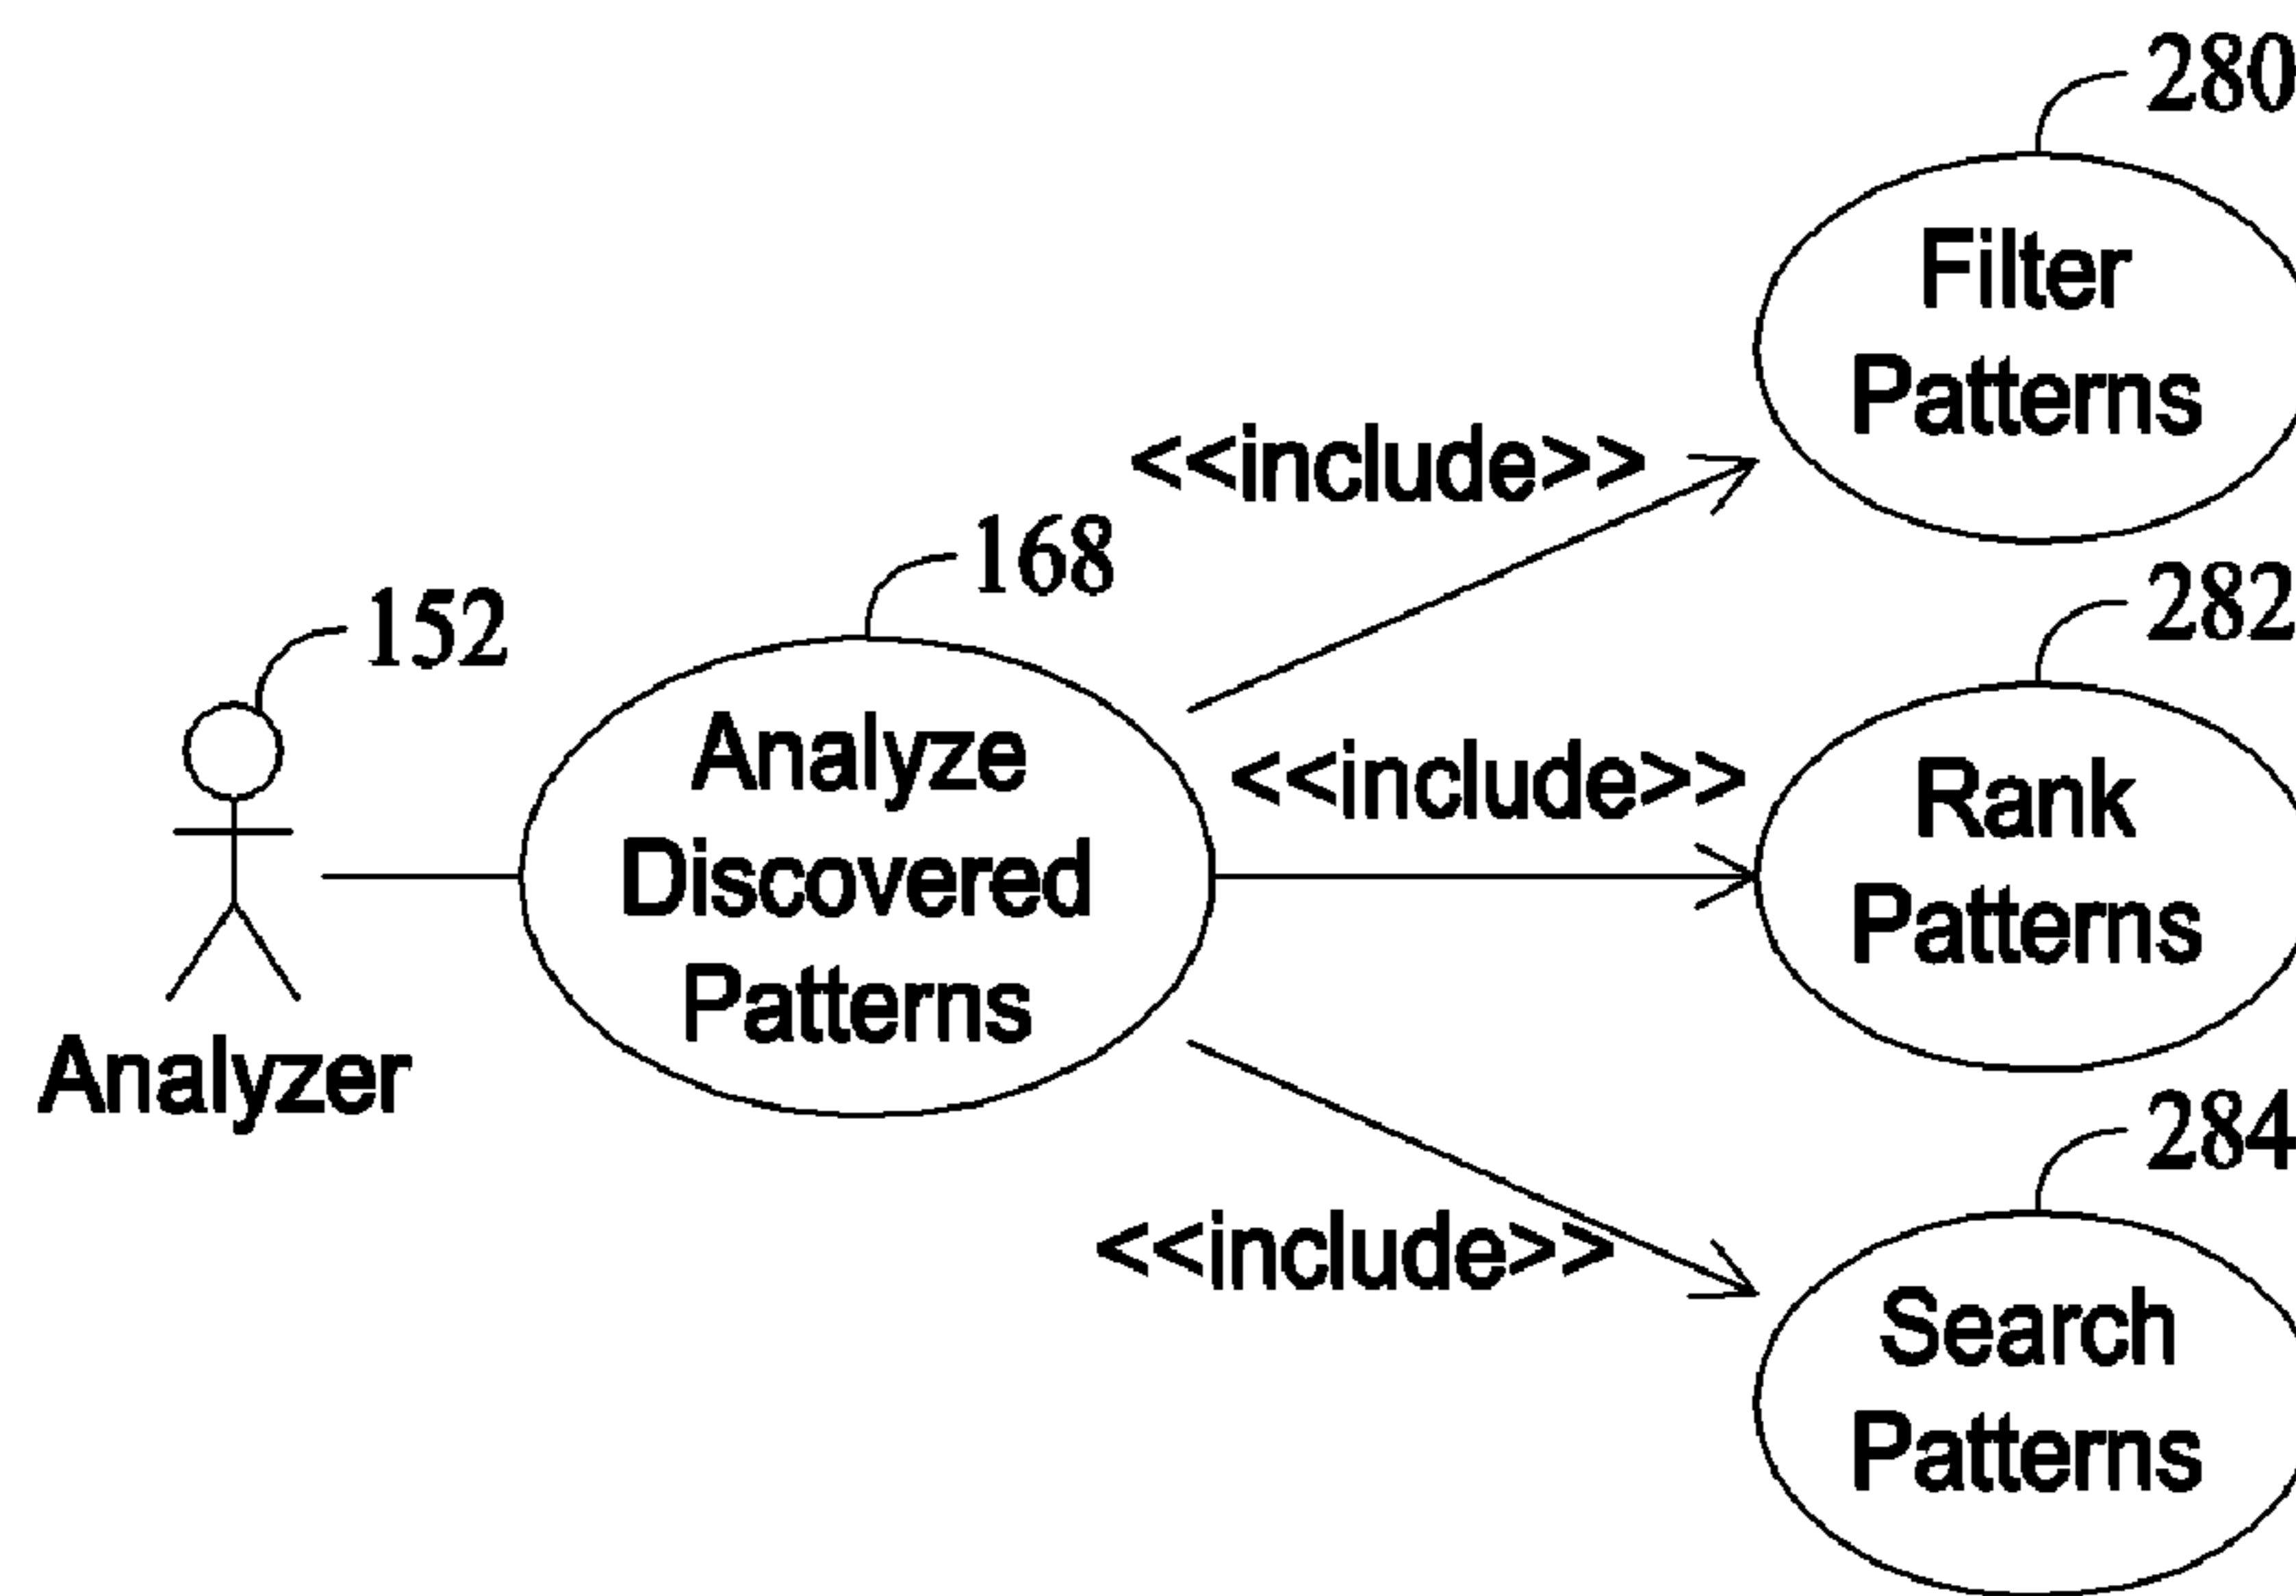 280
Filter
Patterns
<<include>>
168
152
282
Analyze
Discovered
Patterns
<<include>>
Rank
Patterns
Analyzer
284
<<include>>
Search
Patterns